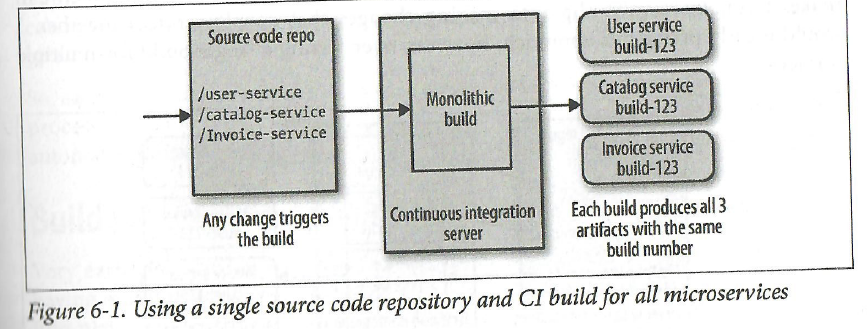 Source code repo
/user-service
/catalog-service
/Invoice-service
Any change triggers
the build
Monolithic
build
Continuous integration
server
User service
build-123
Catalog service
build-123
Invoice service
build-123
Each build produces all 3
artifacts with the same
build number
Figure 6-1. Using a single source code repository and CI build for all microservices